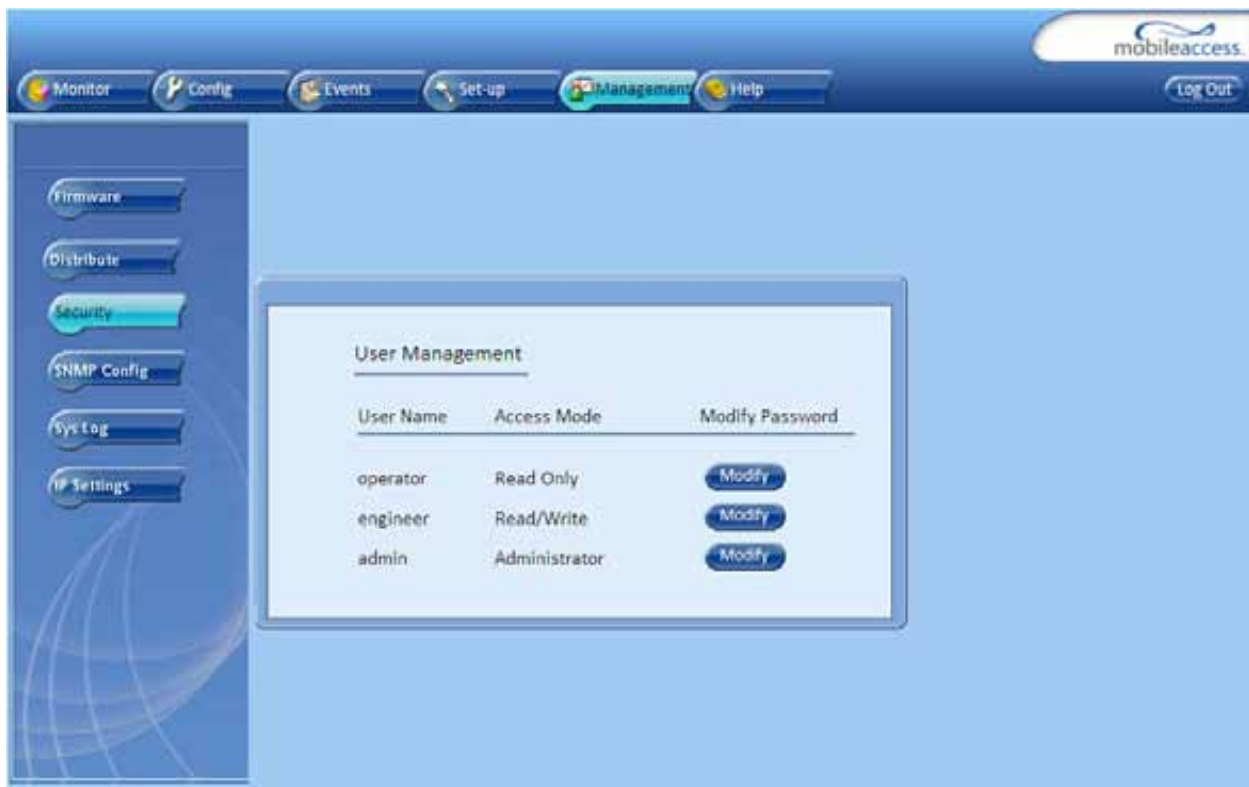 mobileaccess
Monitor Config Events Set-up Management Help Log Out
Firmware
Distribute
Security
SNMP Config
Sys Log
IP Settings
User Management
User Name Access Mode Modify Password
operator Read Only Modify
engineer Read/Write Modify
admin Administrator Modify